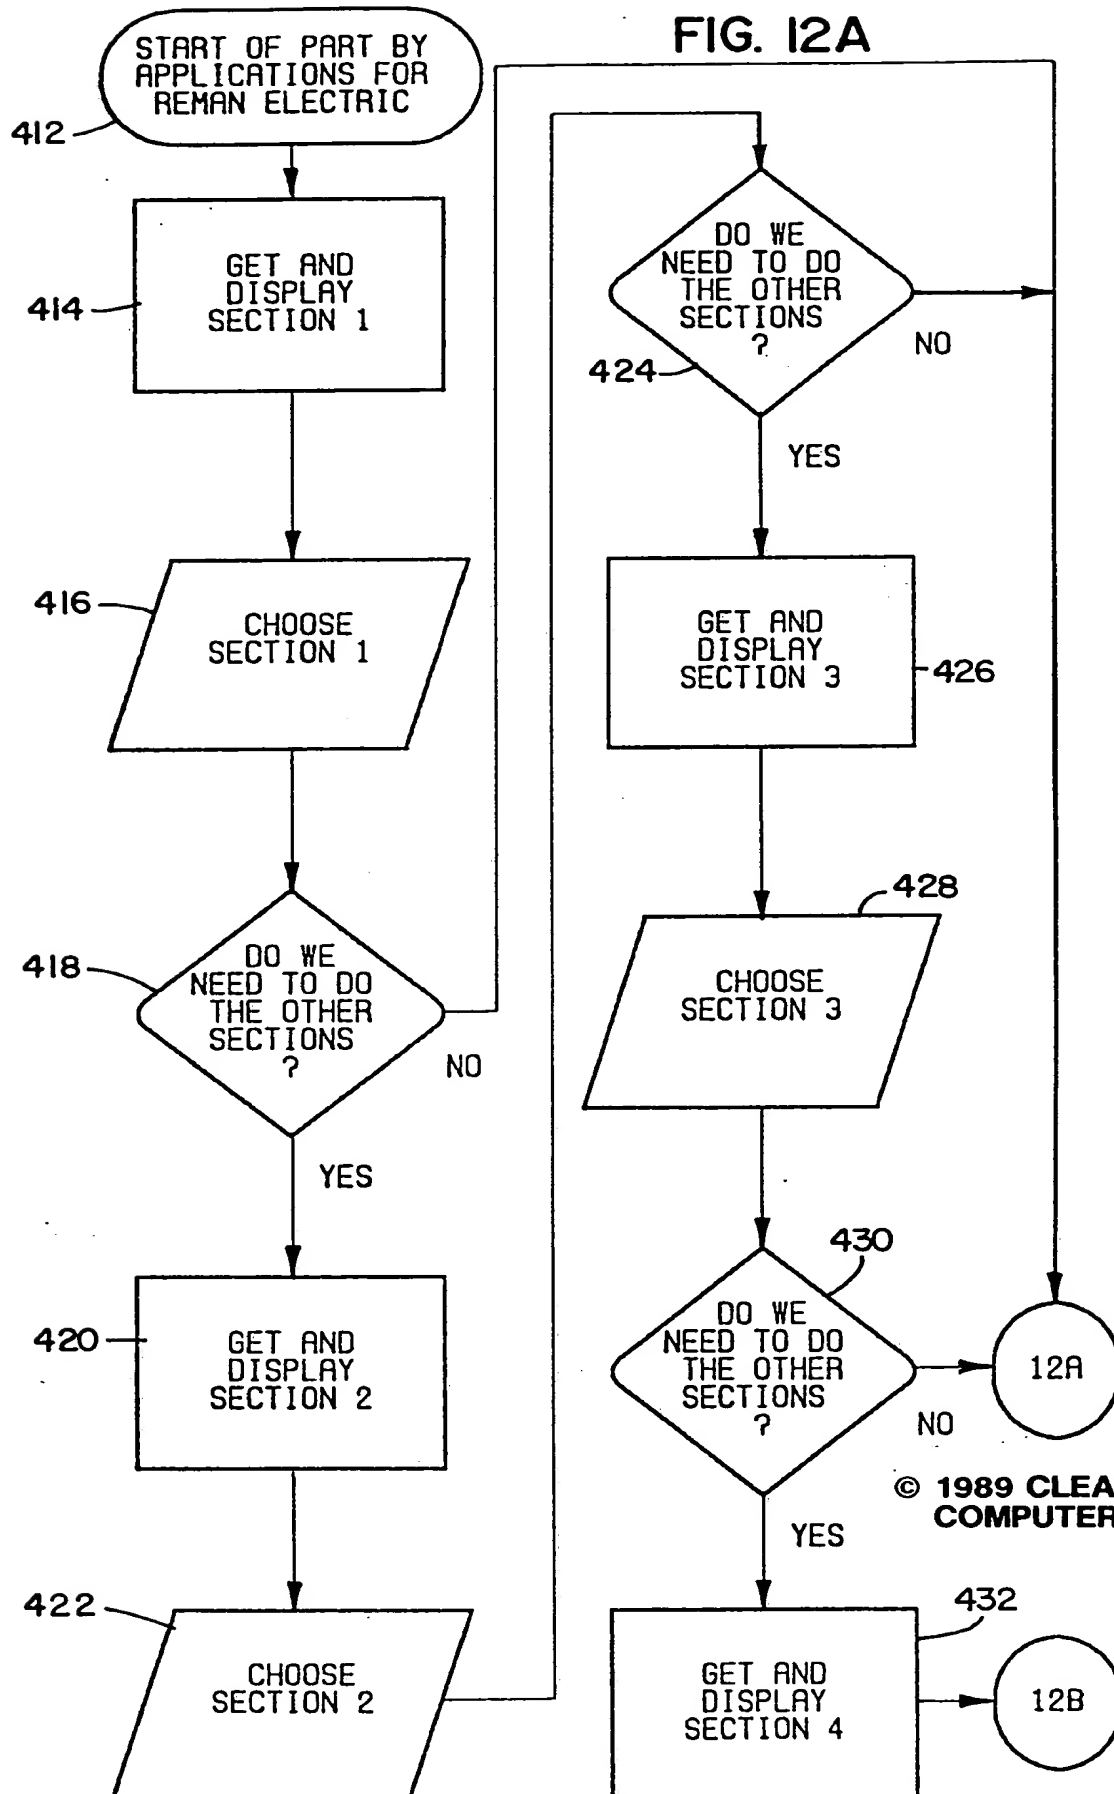 FIG. 12A
START OF PART BY
APPLICATIONS FOR
REMAN ELECTRIC
412
GET AND
DISPLAY
SECTION 1
414
416
CHOOSE
SECTION 1
418
DO WE
NEED TO DO
THE OTHER
SECTIONS
?
NO
YES
420
GET AND
DISPLAY
SECTION 2
422
CHOOSE
SECTION 2
DO WE
NEED TO DO
THE OTHER
SECTIONS
?
424
NO
YES
GET AND
DISPLAY
SECTION 3
426
428
CHOOSE
SECTION 3
430
DO WE
NEED TO DO
THE OTHER
SECTIONS
?
NO
12A
YES
© 1989 CLEA
COMPUTER
432
GET AND
DISPLAY
SECTION 4
12B